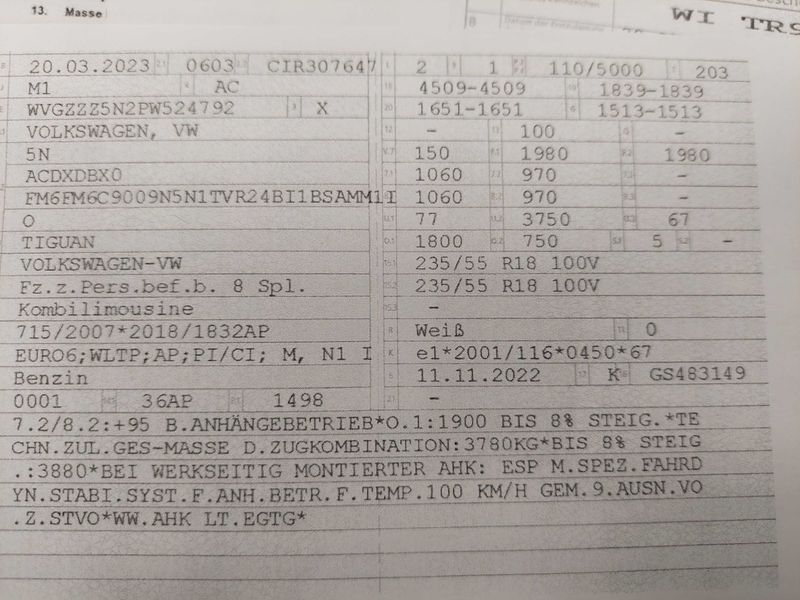 13. Masse
8
WI TRS
20.03.2023 0603 CIR307647 2 1 110/5000 203
M1 AC 4509-4509 1839-1839
WVGZZZ5N2PW524792 X 1651-1651 1513-1513
VOLKSWAGEN, VW - 100 -
5N 150 1980 1980
ACDXDBX0 1060 970 -
FM6FM6C9009N5N1TVR24BI1BSAMM1I 1060 970 -
O 77 3750 67
TIGUAN 1800 750 5 -
VOLKSWAGEN-VW 235/55 R18 100V
Fz.z.Pers.bef.b. 8 Spl. 235/55 R18 100V
Kombilimousine -
715/2007*2018/1832AP Weiß 0
EURO6;WLTP;AP;PI/CI; M, N1 I e1*2001/116*0450*67
Benzin 11.11.2022 K GS483149
0001 36AP 1498 -
7.2/8.2:+95 B.ANHÄNGEBETRIEB*O.1:1900 BIS 8% STEIG.*TE
CHN.ZUL.GES-MASSE D.ZUGKOMBINATION:3780KG*BIS 8% STEIG
.:3880*BEI WERKSEITIG MONTIERTER AHK: ESP M.SPEZ.FAHRD
YN.STABI.SYST.F.ANH.BETR.F.TEMP.100 KM/H GEM.9.AUSN.VO
.Z.STVO*WW.AHK LT.EGTG*